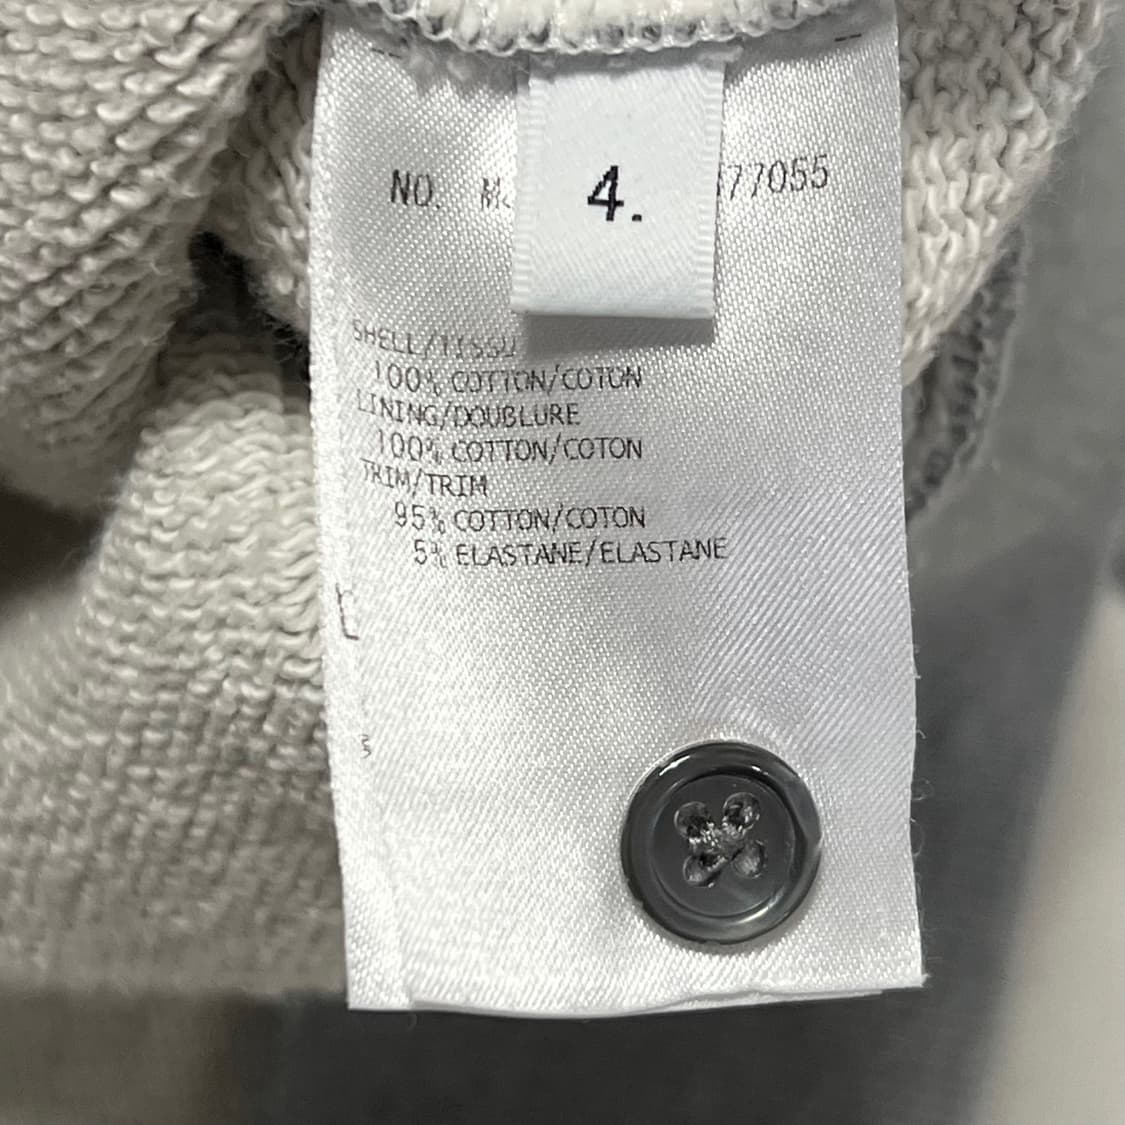 NO. 77055
4.
SHELL/TISSU
100% COTTON/COTON
LINING/DOUBLURE
100% COTTON/COTON
TRIM/TRIM
95% COTTON/COTON
5% ELASTANE/ELASTANE